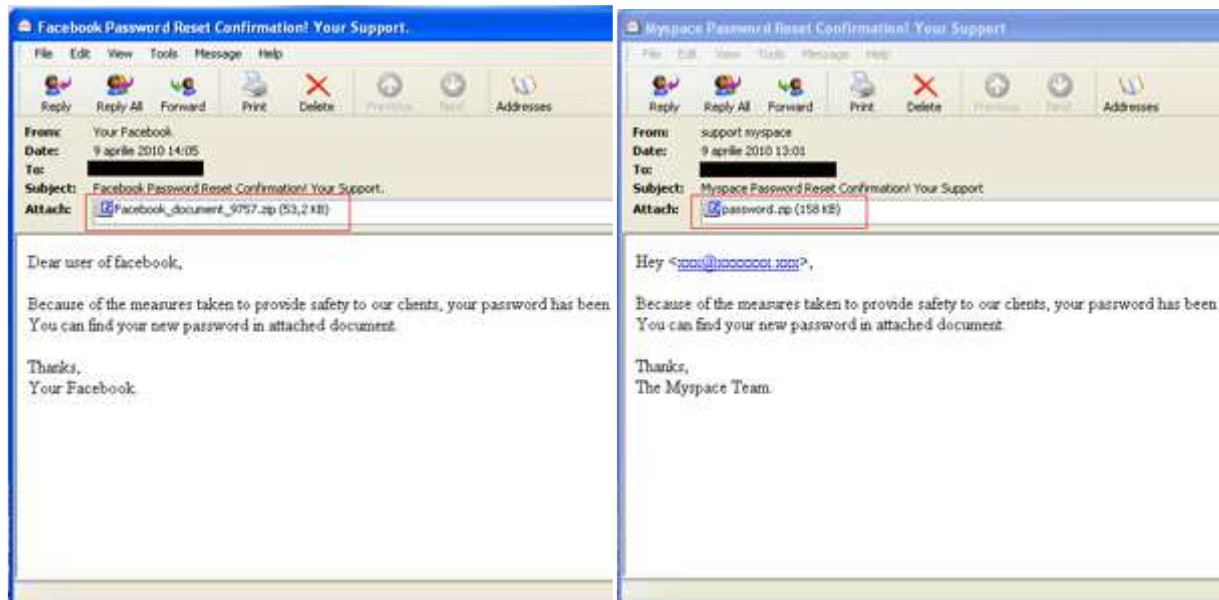 Facebook Password Reset Confirmation! Your Support.
File Edit View Tools Message Help
Reply Reply All Forward Print Delete Previous Next Addresses
From: Your Facebook
Date: 9 aprilie 2010 14:05
To:
Subject: Facebook Password Reset Confirmation! Your Support.
Attach: Facebook_document_9757.zip (53,2 KB)
Dear user of facebook,
Because of the measures taken to provide safety to our clients, your password has been
You can find your new password in attached document.
Thanks,
Your Facebook.
Myspace Password Reset Confirmation! Your Support
File Edit View Tools Message Help
Reply Reply All Forward Print Delete Previous Next Addresses
From: support myspace
Date: 9 aprilie 2010 13:01
To:
Subject: Myspace Password Reset Confirmation! Your Support
Attach: password.zip (158 KB)
Hey
Because of the measures taken to provide safety to our clients, your password has been
You can find your new password in attached document.
Thanks,
The Myspace Team.